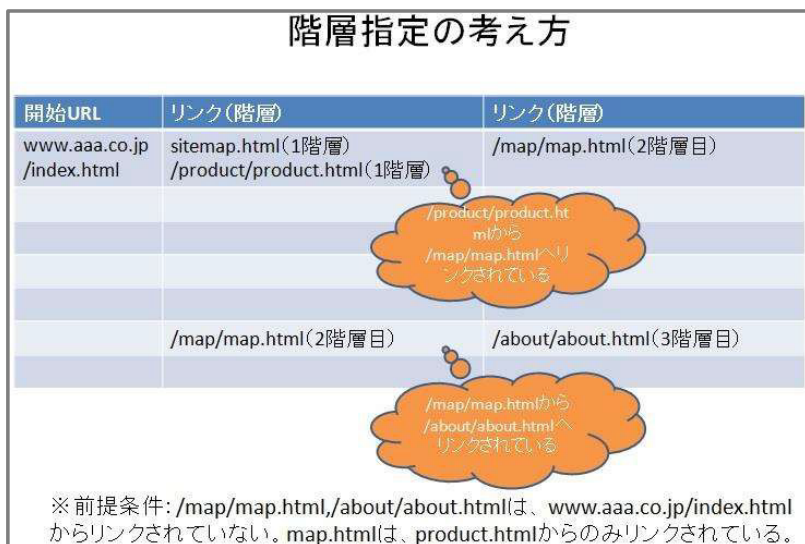 階層指定の考え方
開始URL
リンク(階層)
リンク(階層)
www.aaa.co.jp
/index.html
sitemap.html(1階層)
/product/product.html(1階層)
/map/map.html(2階層目)
/product/product.ht
mlから
/map/map.htmlへリ
ンクされている
/map/map.html(2階層目)
/about/about.html(3階層目)
/map/map.htmlから
/about/about.htmlへ
リンクされている
※前提条件:/map/map.html,/about/about.htmlは、www.aaa.co.jp/index.html
からリンクされていない。map.htmlは、product.htmlからのみリンクされている。